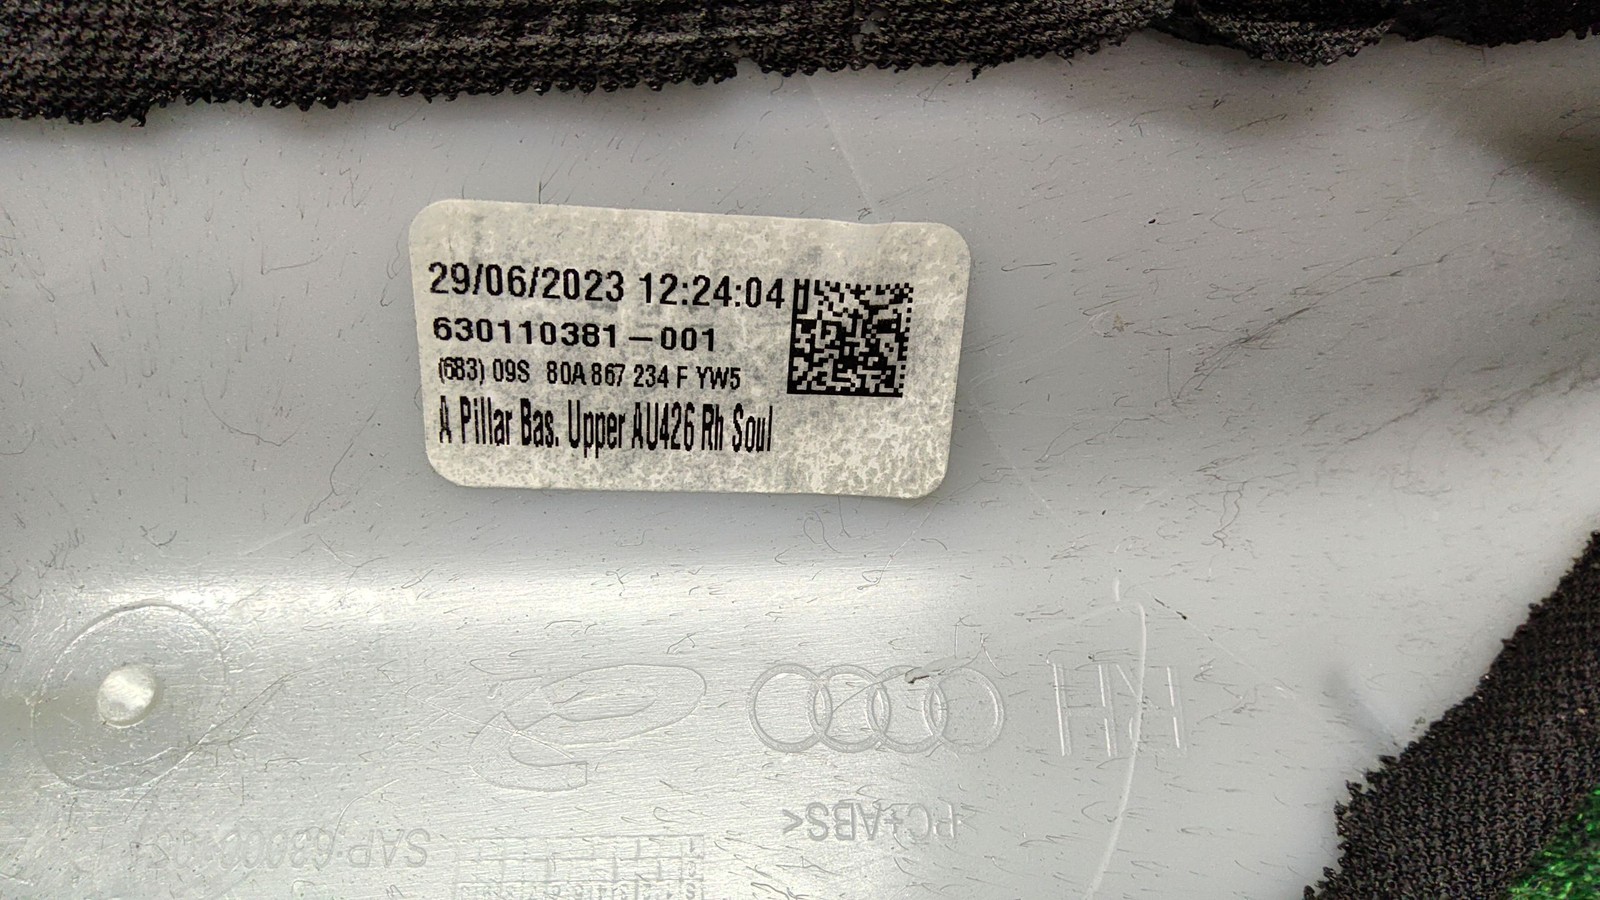 29/06/2023 12:24:04
630110381-001
(683) 09S 80A 867 234 F YW5
A Pillar Bas. Upper AU426 Rh Soul
RH
>PC+ABS<